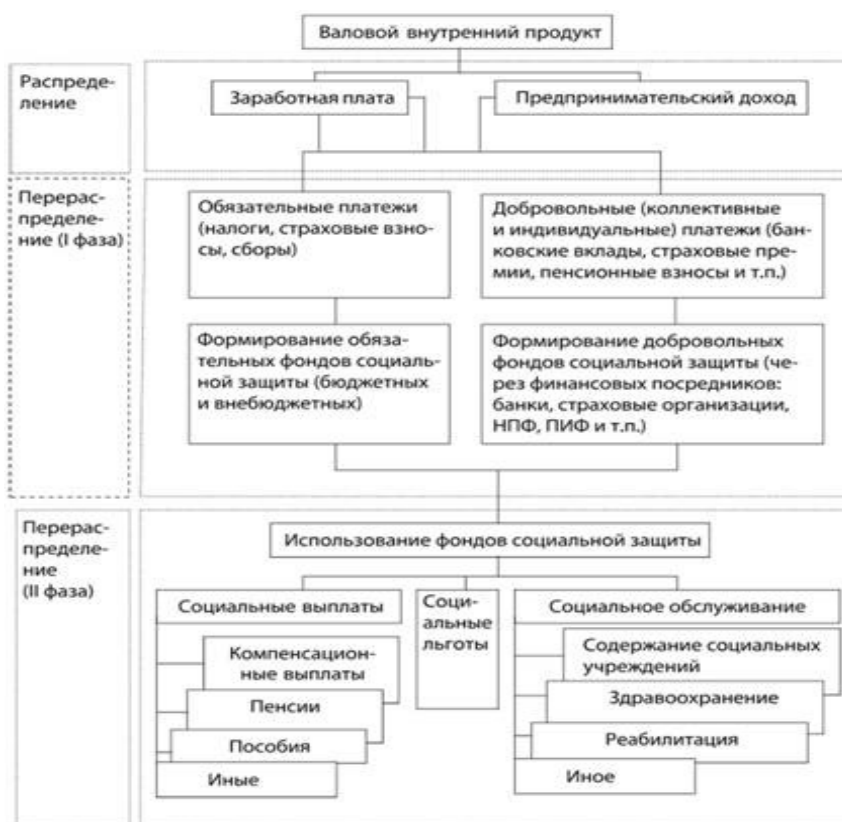 Валовой внутренний продукт
Распреде-
ление
Заработная плата
Предпринимательский доход
Перерас-
пределе-
ние (I фаза)
Обязательные платежи
(налоги, страховые взно-
сы, сборы)
Добровольные (коллективные
и индивидуальные) платежи (бан-
ковские вклады, страховые пре-
мии, пенсионные взносы и т.п.)
Формирование обяза-
тельных фондов социаль-
ной защиты (бюджетных
и внебюджетных)
Формирование добровольных
фондов социальной защиты (че-
рез финансовых посредников:
банки, страховые организации,
НПФ, ПИФ и т.п.)
Перерас-
пределе-
ние
(II фаза)
Использование фондов социальной защиты
Социальные выплаты
Компенсацион-
ные выплаты
Пенсии
Пособия
Иные
Соци-
альные
льготы
Социальное обслуживание
Содержание социальных
учреждений
Здравоохранение
Реабилитация
Иное